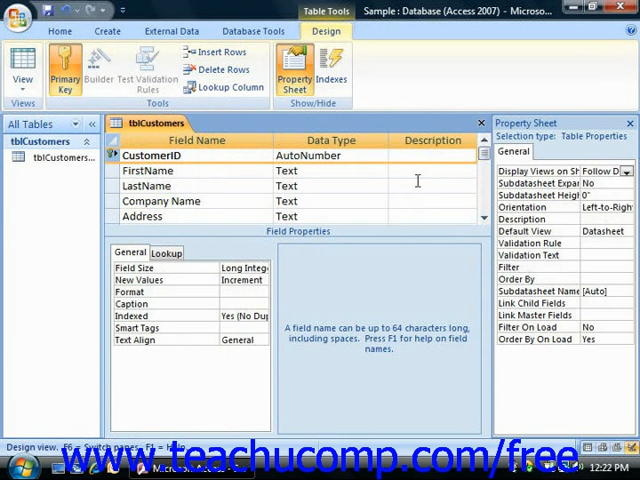 Table Tools
Sample : Database (Access 2007) - Microso...
Home
Create
External Data
Database Tools
Design
View
Primary Key
Builder
Test Validation Rules
Insert Rows
Delete Rows
Lookup Column
Property Sheet
Indexes
Views
Tools
Show/Hide
All Tables
tblCustomers
tblCustomers...
tblCustomers
Field Name Data Type Description
CustomerID AutoNumber
FirstName Text
LastName Text
Company Name Text
Address Text
Field Properties
General Lookup
Field Size Long Integ
New Values Increment
Format
Caption
Indexed Yes (No Dup
Smart Tags
Text Align General
A field name can be up to 64 characters long,
including spaces. Press F1 for help on field
names.
Property Sheet
Selection type: Table Properties
General
Display Views on Sh Follow D
Subdatasheet Expan No
Subdatasheet Heigh 0"
Orientation Left-to-Righ
Description
Default View Datasheet
Validation Rule
Validation Text
Filter
Order By
Subdatasheet Name [Auto]
Link Child Fields
Link Master Fields
Filter On Load No
Order By On Load Yes
Design view. F6 = Switch panes. F1 = Help.
www.teachucomp.com/free
Microsoft Access
12:22 PM